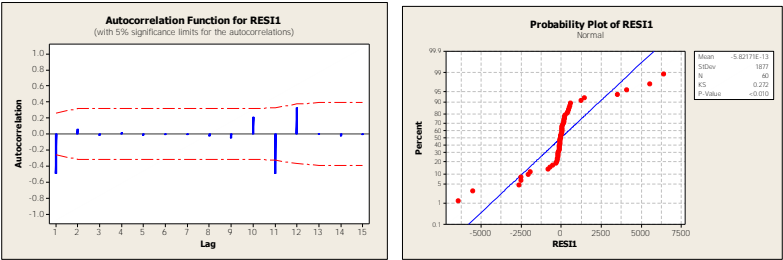 Autocorrelation Function for RESI1
(with 5% significance limits for the autocorrelations)
1.0
0.8
0.6
0.4
0.2
0.0
-0.2
-0.4
-0.6
-0.8
-1.0
Autocorrelation
1 2 3 4 5 6 7 8 9 10 11 12 13 14 15
Lag
Probability Plot of RESI1
Normal
99.9
99
95
90
80
70
60
50
40
30
20
10
5
1
0.1
Percent
-5000 -2500 0 2500 5000 7500
RESI1
Mean -5.82171E-13
StDev 1877
N 60
KS 0.272
P-Value <0.010